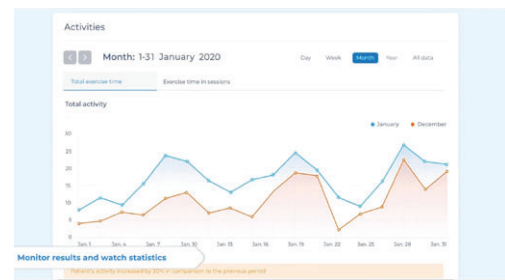 Activities
Month: 1-31 January 2020
Day Week Month Year All data
Total exercise time Exercise time in sessions
Total activity
January December
30
25
20
15
10
5
0
Jan. 1 Jan. 4 Jan. 7 Jan. 10 Jan. 13 Jan. 16 Jan. 19 Jan. 22 Jan. 25 Jan. 28 Jan. 31
Monitor results and watch statistics
Patient's activity increased by 20% in comparison to the previous period